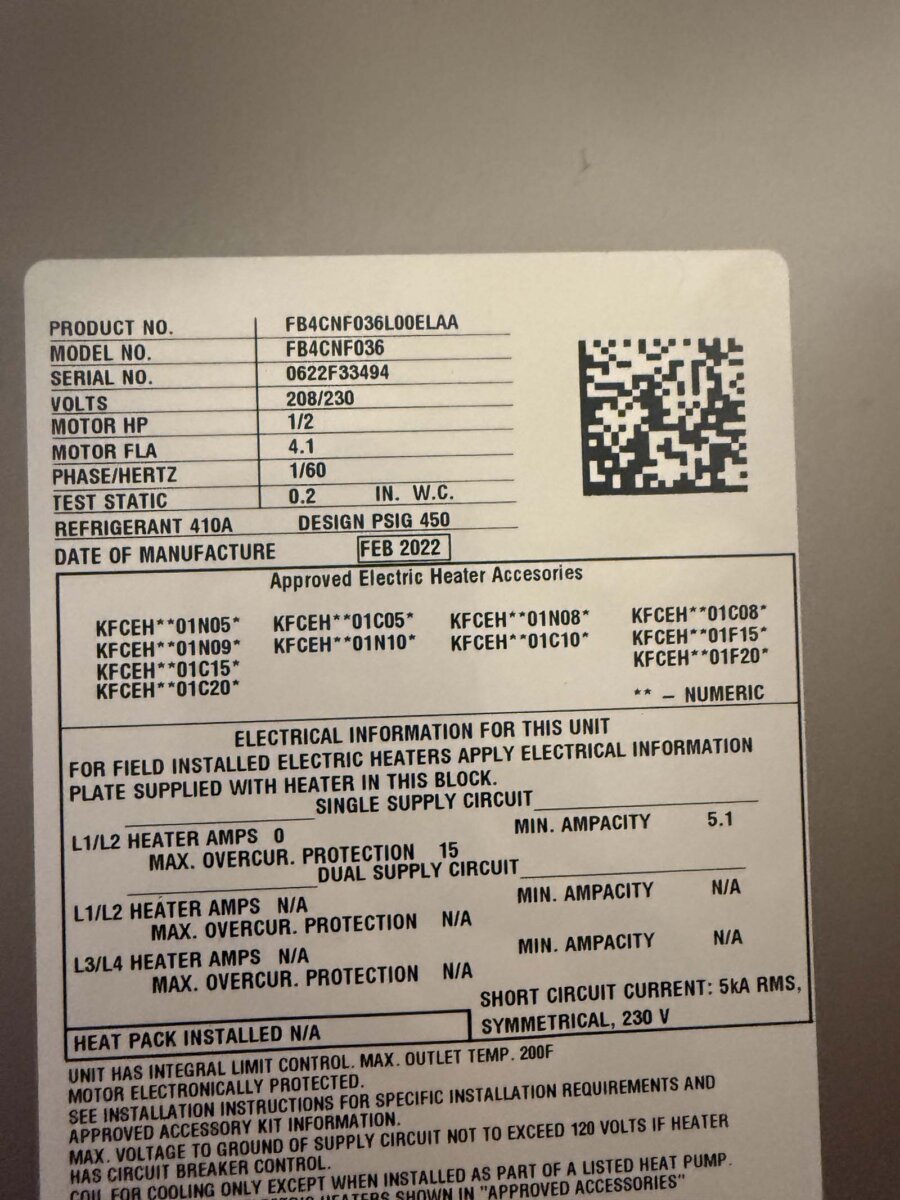 PRODUCT NO. FB4CNF036L00ELAA
MODEL NO. FB4CNF036
SERIAL NO. 0622F33494
VOLTS 208/230
MOTOR HP 1/2
MOTOR FLA 4.1
PHASE/HERTZ 1/60
TEST STATIC 0.2 IN. W.C.
REFRIGERANT 410A DESIGN PSIG 450
DATE OF MANUFACTURE FEB 2022
Approved Electric Heater Accesories
KFCEH**01N05* KFCEH**01C05* KFCEH**01N08* KFCEH**01C08*
KFCEH**01N09* KFCEH**01N10* KFCEH**01C10* KFCEH**01F15*
KFCEH**01C15* KFCEH**01F20*
KFCEH**01C20*
** – NUMERIC
ELECTRICAL INFORMATION FOR THIS UNIT
FOR FIELD INSTALLED ELECTRIC HEATERS APPLY ELECTRICAL INFORMATION
PLATE SUPPLIED WITH HEATER IN THIS BLOCK.
SINGLE SUPPLY CIRCUIT
L1/L2 HEATER AMPS 0 MIN. AMPACITY 5.1
MAX. OVERCUR. PROTECTION 15
DUAL SUPPLY CIRCUIT
L1/L2 HEATER AMPS N/A MIN. AMPACITY N/A
MAX. OVERCUR. PROTECTION N/A
L3/L4 HEATER AMPS N/A MIN. AMPACITY N/A
MAX. OVERCUR. PROTECTION N/A
SHORT CIRCUIT CURRENT: 5kA RMS,
SYMMETRICAL, 230 V
HEAT PACK INSTALLED N/A
UNIT HAS INTEGRAL LIMIT CONTROL. MAX. OUTLET TEMP. 200F
MOTOR ELECTRONICALLY PROTECTED.
SEE INSTALLATION INSTRUCTIONS FOR SPECIFIC INSTALLATION REQUIREMENTS AND
APPROVED ACCESSORY KIT INFORMATION.
MAX. VOLTAGE TO GROUND OF SUPPLY CIRCUIT NOT TO EXCEED 120 VOLTS IF HEATER
HAS CIRCUIT BREAKER CONTROL.
COIL FOR COOLING ONLY EXCEPT WHEN INSTALLED AS PART OF A LISTED HEAT PUMP.
HEATERS SHOWN IN "APPROVED ACCESSORIES"